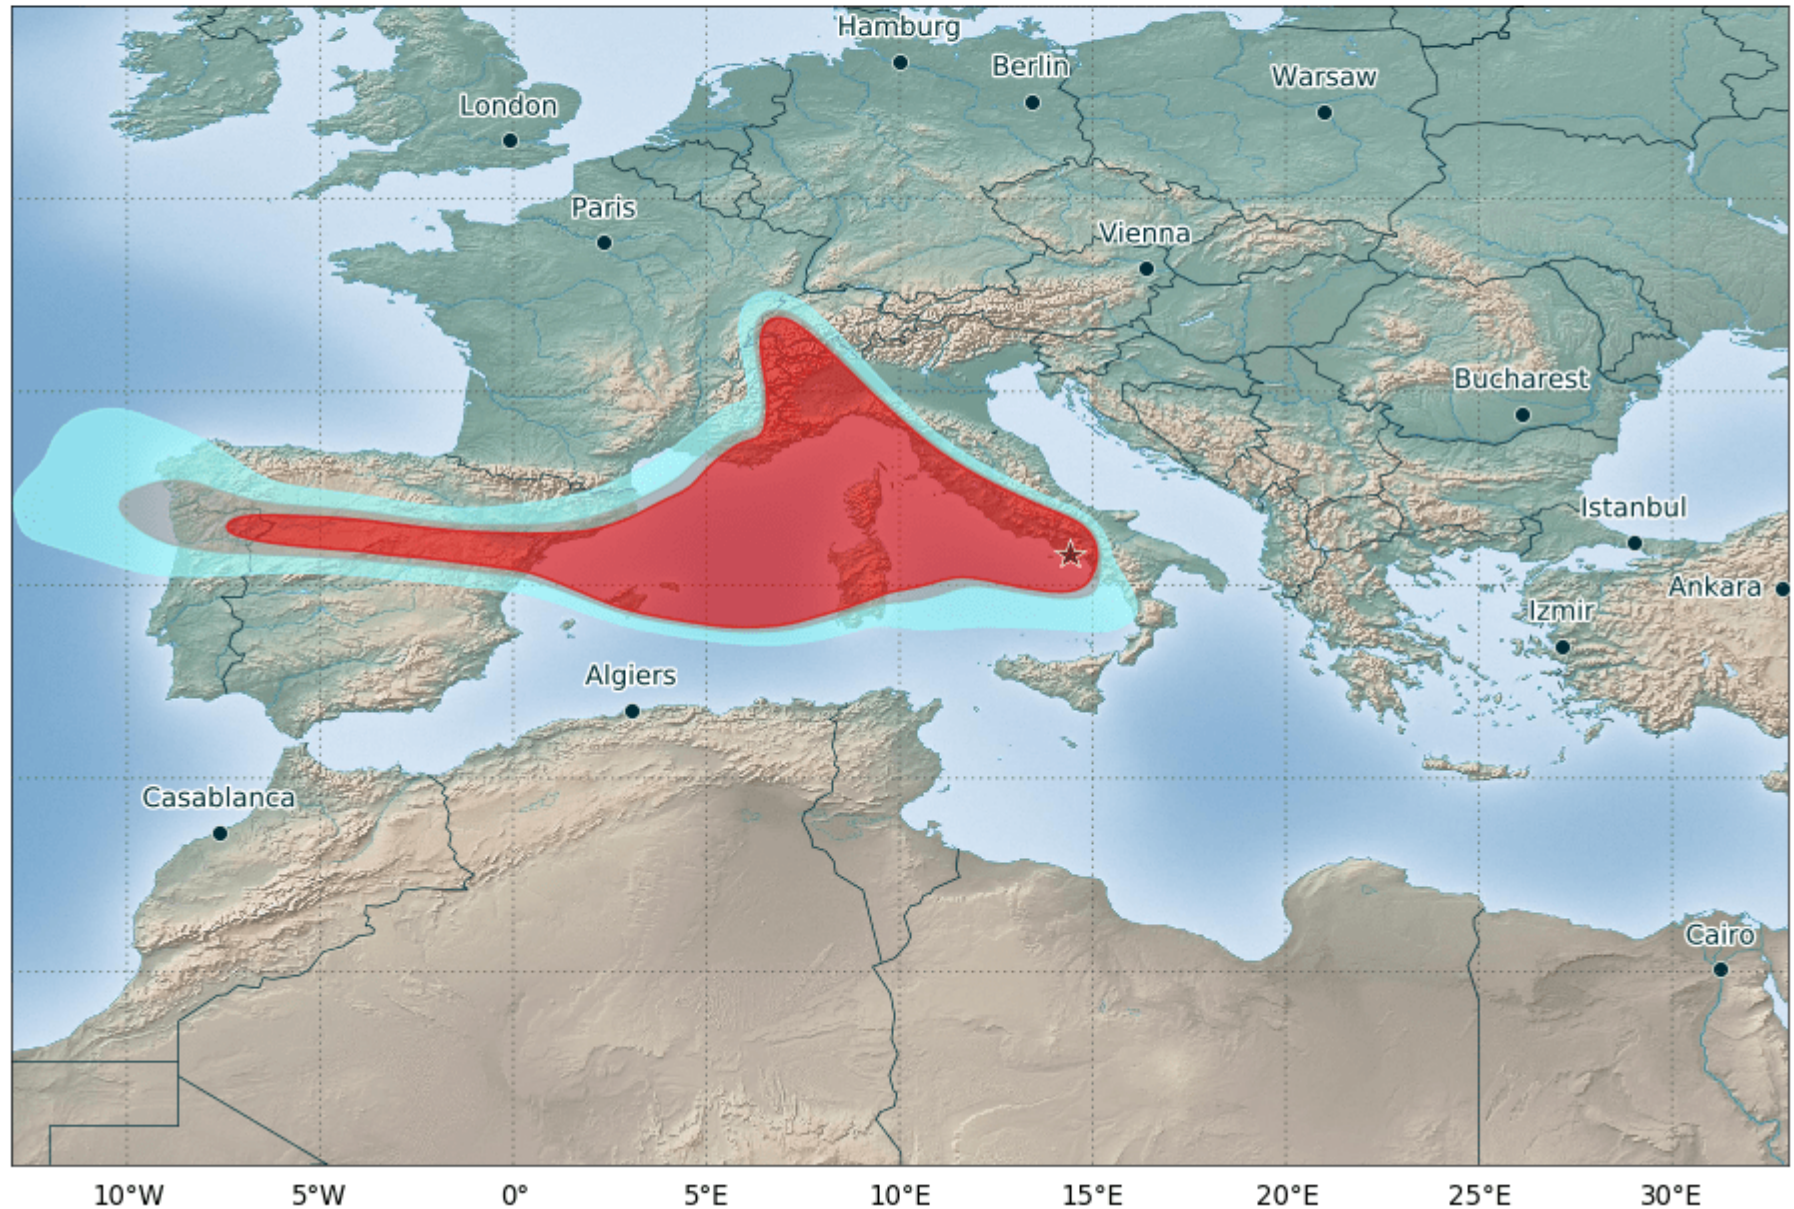 Hamburg
Berlin
Warsaw
London
Paris
Vienna
Bucharest
Istanbul
Ankara
Izmir
Algiers
Casablanca
Cairo
10°W 5°W 0° 5°E 10°E 15°E 20°E 25°E 30°E